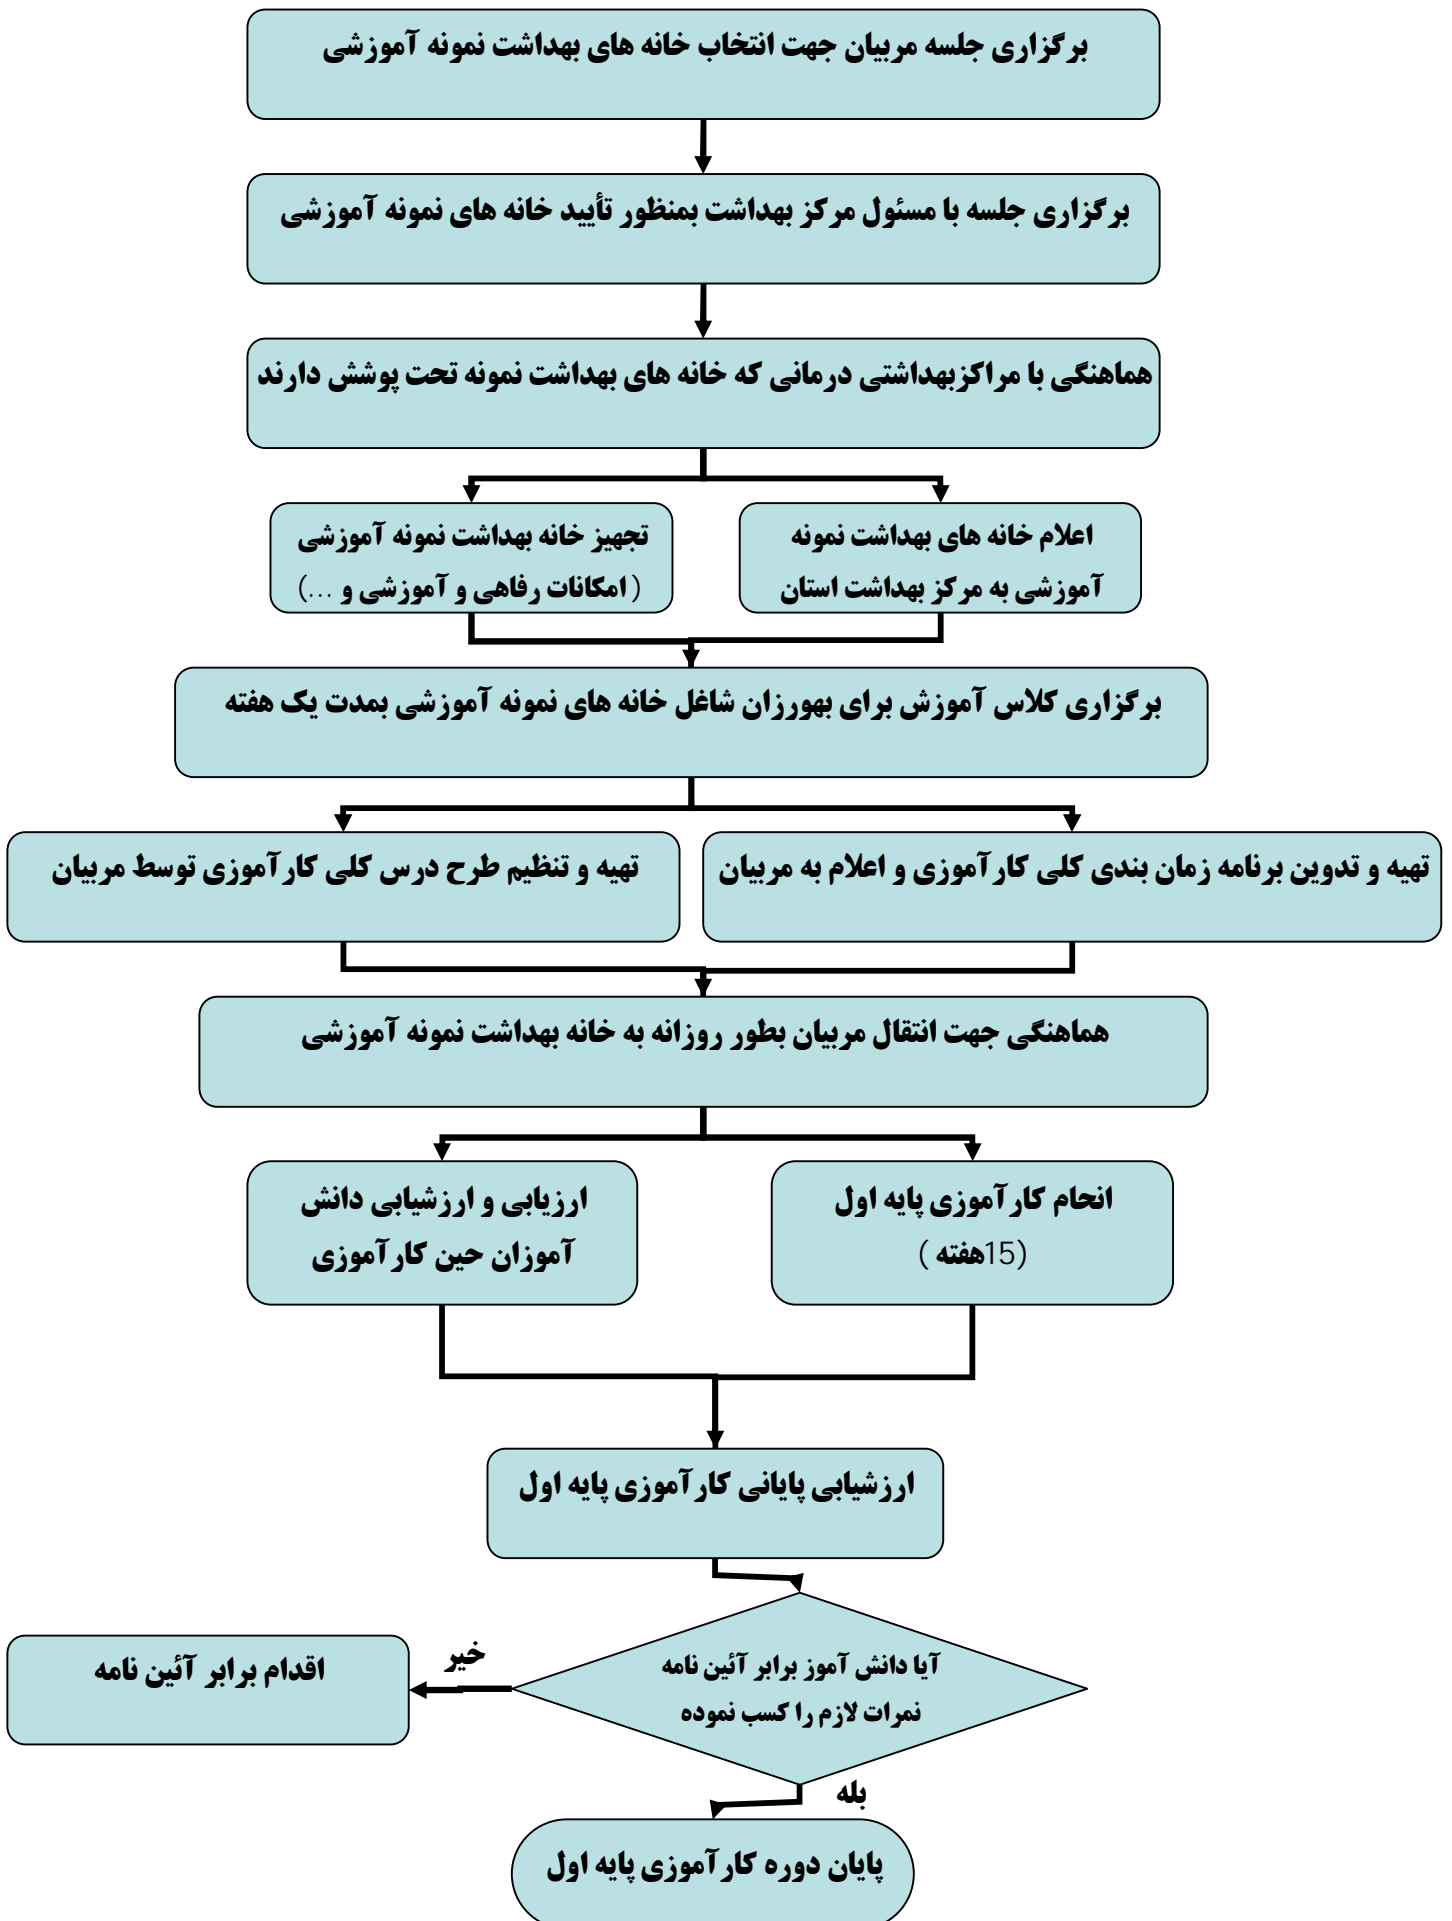 برگزاری جلسه مربیان جهت انتخاب خانه های بهداشت نمونه آموزشی
برگزاری جلسه با مسئول مرکز بهداشت بمنظور تأیید خانه های نمونه آموزشی
هماهنگی با مراکزبهداشتی درمانی که خانه های بهداشت نمونه تحت پوشش دارند
اعلام خانه های بهداشت نمونه
آموزشی به مرکز بهداشت استان
تجهیز خانه بهداشت نمونه آموزشی
( امکانات رفاهی و آموزشی و ...)
برگزاری کلاس آموزش برای بهورزان شاغل خانه های نمونه آموزشی بمدت یک هفته
تهیه و تدوین برنامه زمان بندی کلی کارآموزی و اعلام به مربیان
تهیه و تنظیم طرح درس کلی کارآموزی توسط مربیان
هماهنگی جهت انتقال مربیان بطور روزانه به خانه بهداشت نمونه آموزشی
انحام کارآموزی پایه اول
(15هفته )
ارزیابی و ارزشیابی دانش
آموزان حین کارآموزی
ارزشیابی پایانی کارآموزی پایه اول
آیا دانش آموز برابر آئین نامه
نمرات لازم را کسب نموده
خیر
اقدام برابر آئین نامه
بله
پایان دوره کارآموزی پایه اول